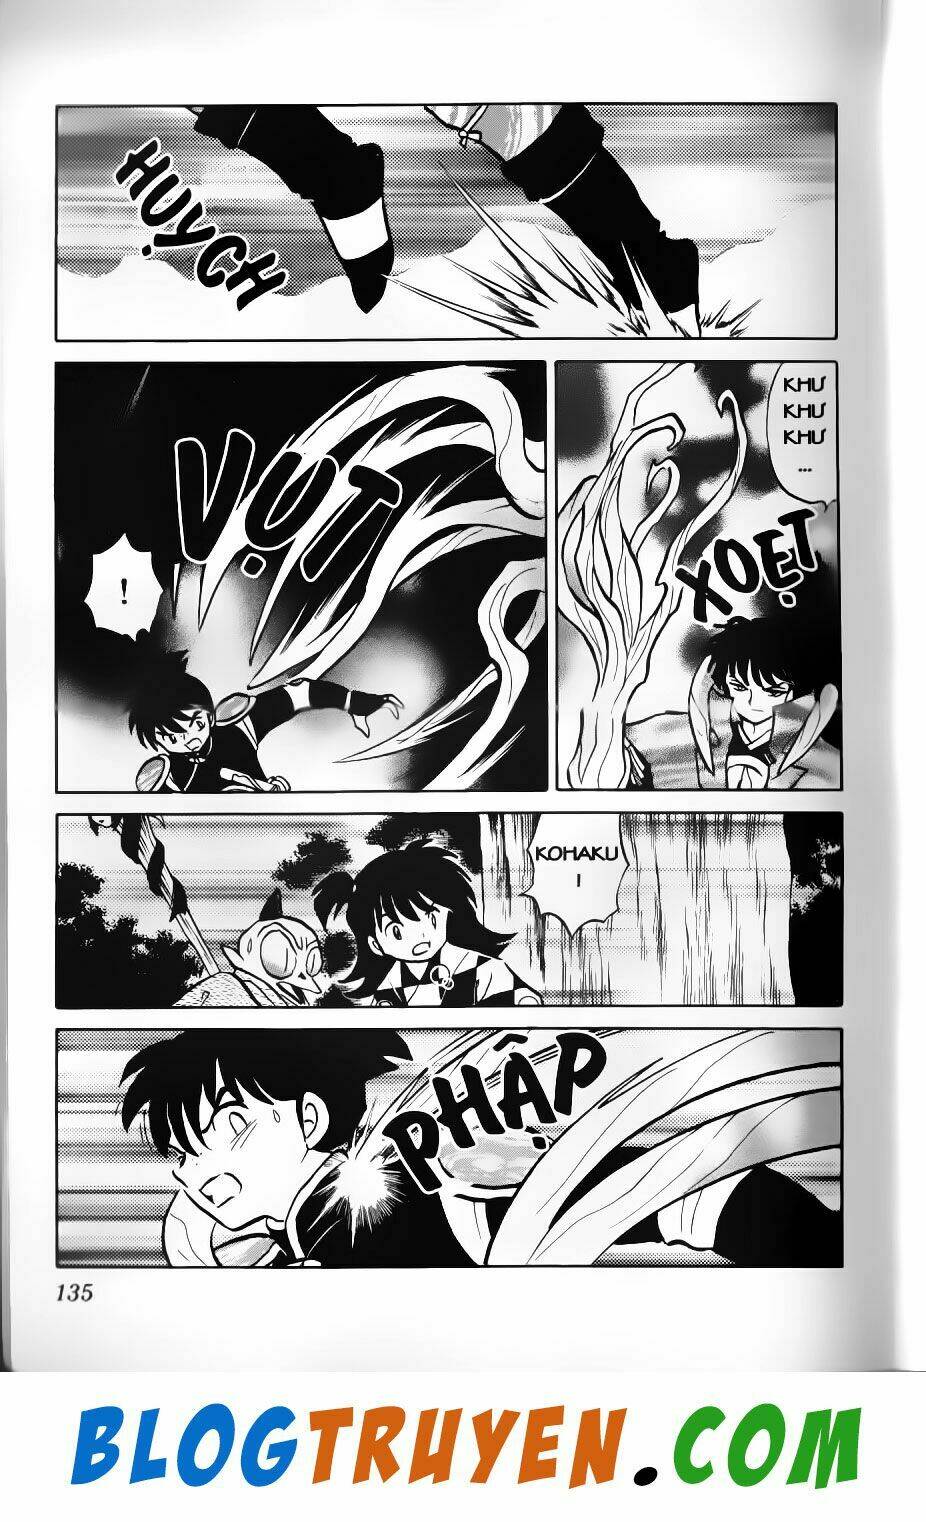 HUỴCH
VỤT
!
KHƯ
KHƯ
KHƯ
...
XOẸT
KOHAKU
!
PHẬP
135
BLOGTRUYEN.COM